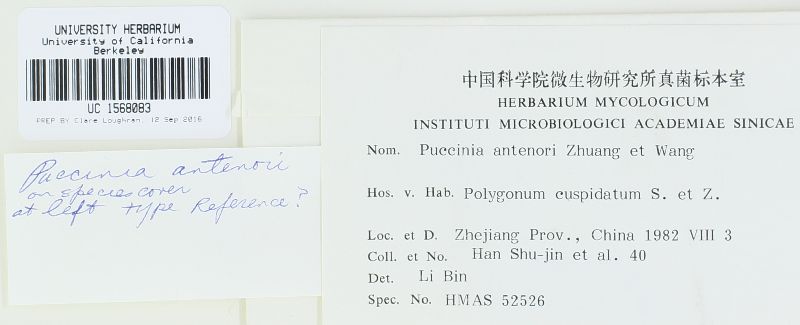 UNIVERSITY HERBARIUM
University of California
Berkeley
UC 1568083
PREP BY Clare Loughran, 12 Sep 2016
Puccinia antenori
on species cover
at left type Reference?
中国科学院微生物研究所真菌标本室
HERBARIUM MYCOLOGICUM
INSTITUTI MICROBIOLOGICI ACADEMIAE SINICAE
Nom. Puccinia antenori Zhuang et Wang
Hos. v. Hab. Polygonum cuspidatum S. et Z.
Loc. et D. Zhejiang Prov., China 1982 VIII 3
Coll. et No. Han Shu-jin et al. 40
Det. Li Bin
Spec. No. HMAS 52526